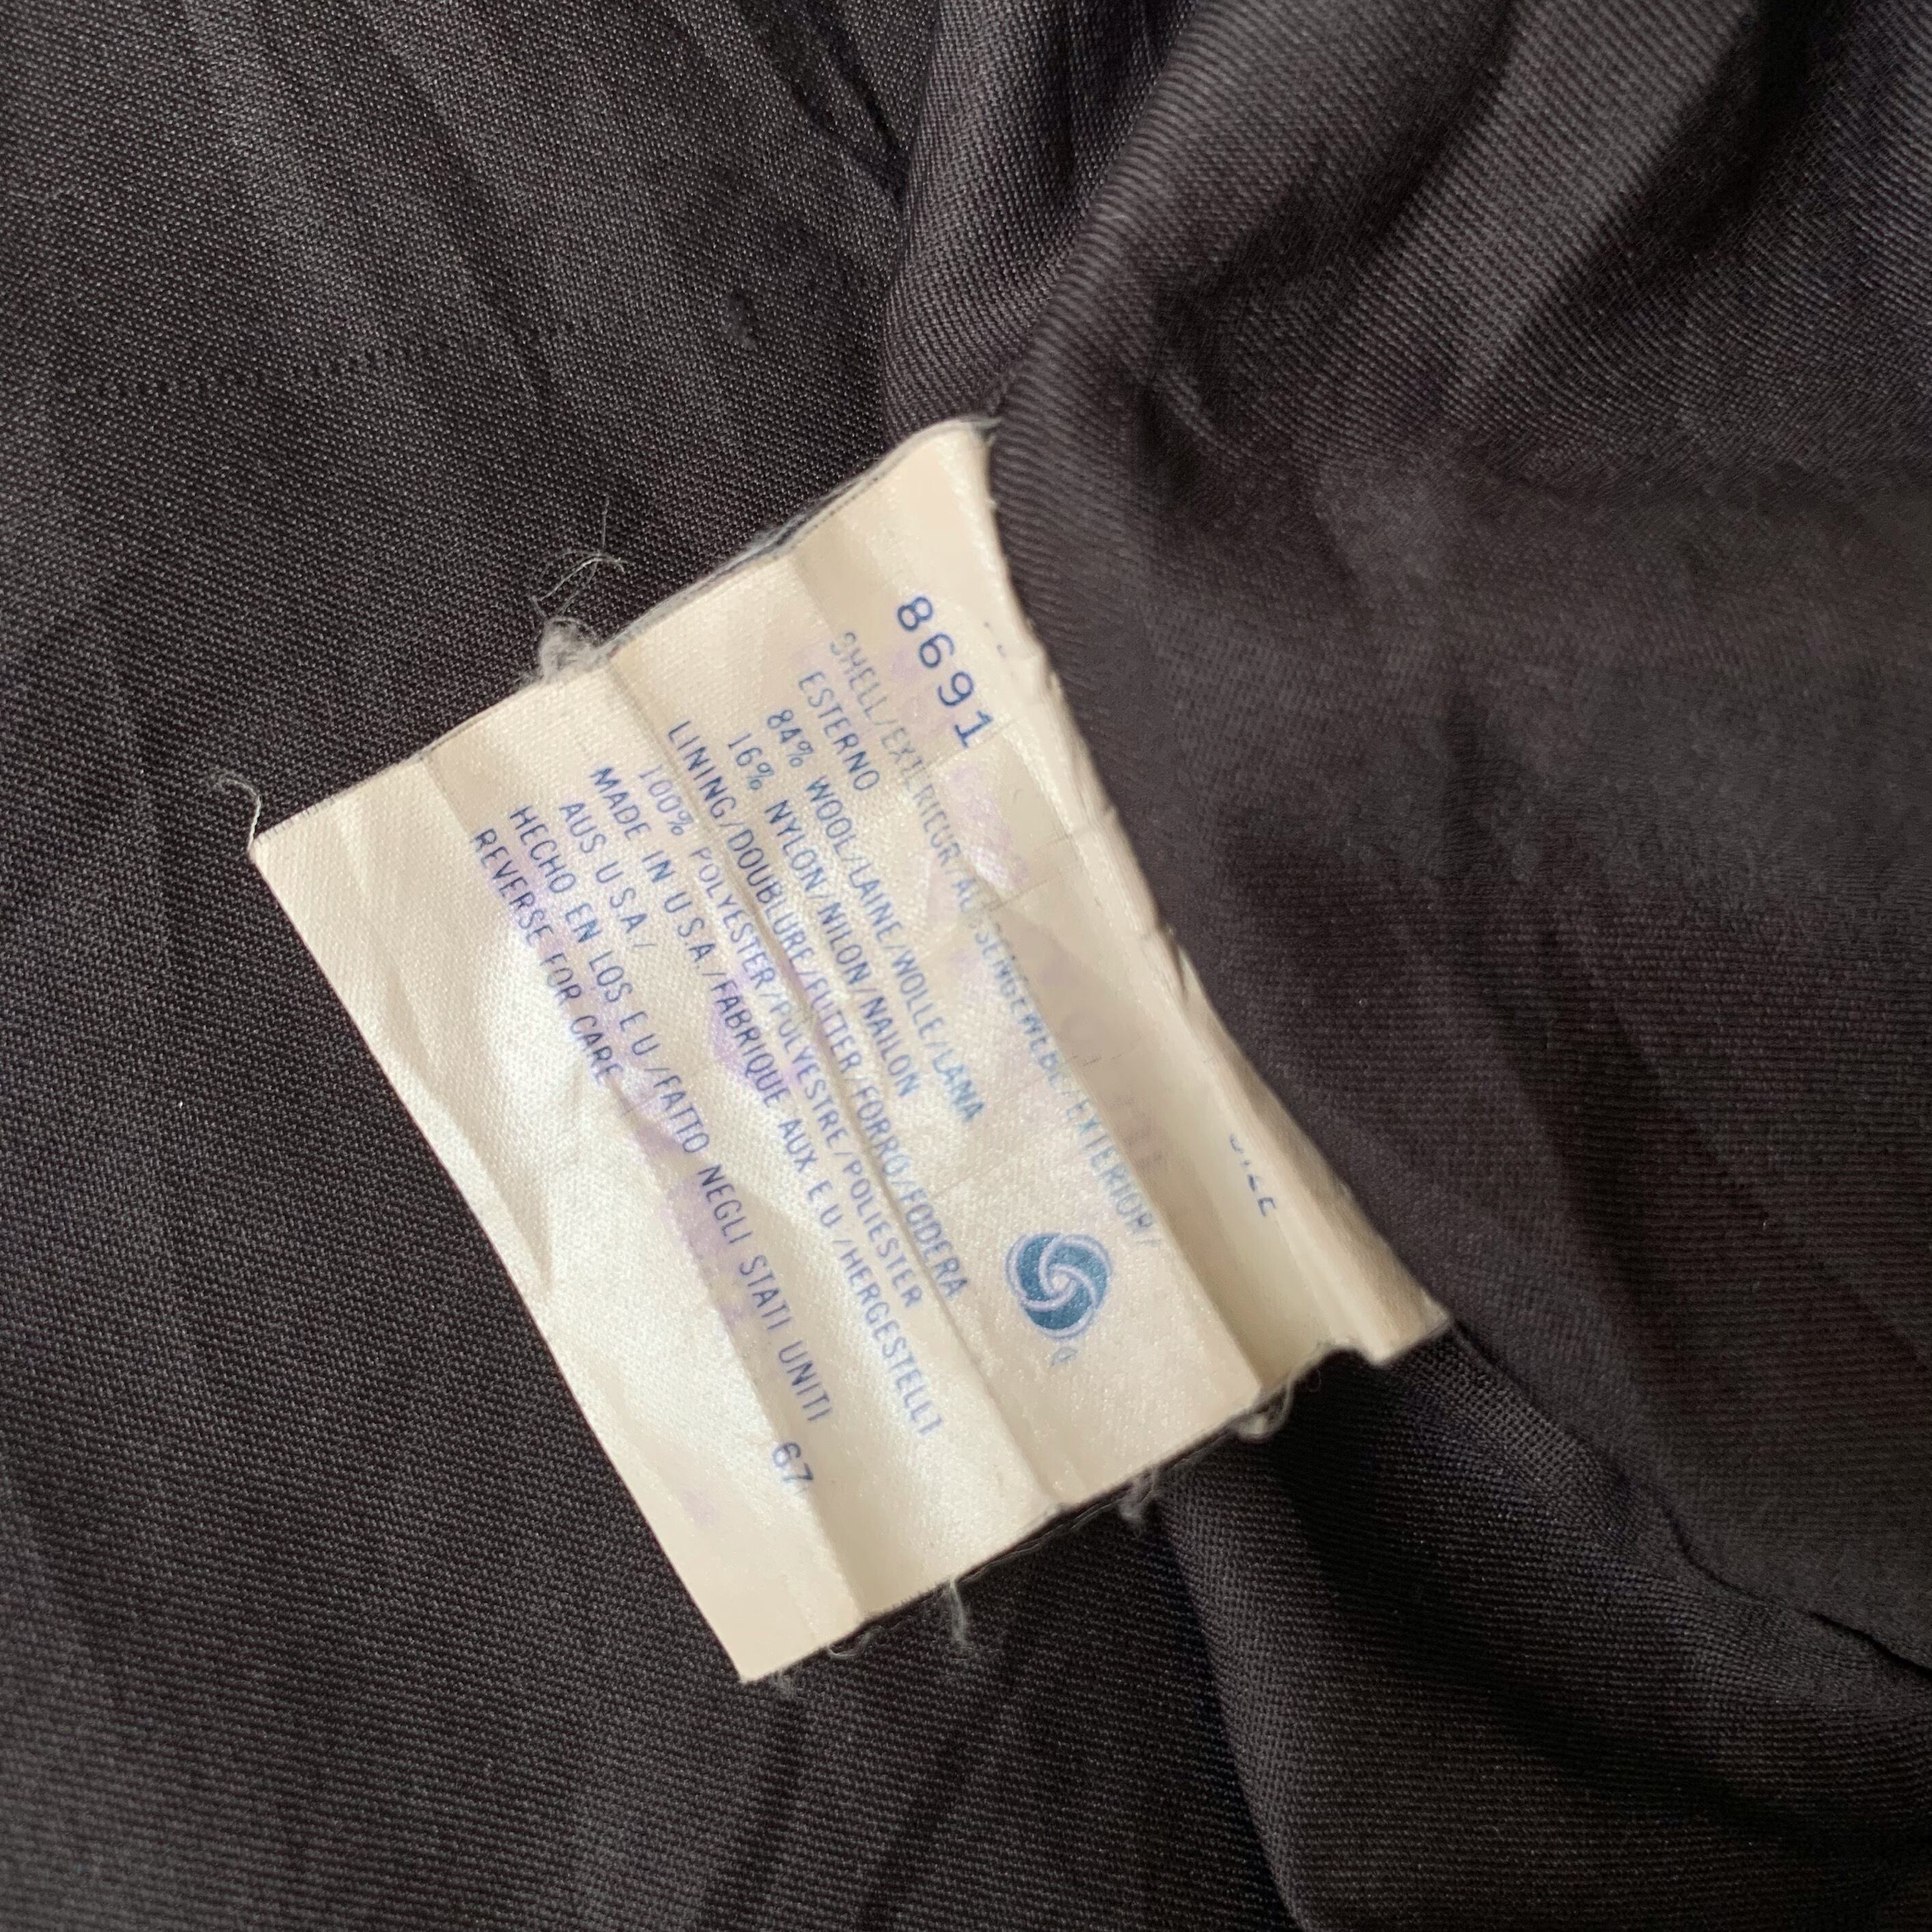 8691
SHELL/EXTERIEUR/AUSSENGEWEBE/EXTERIOR/
ESTERNO
84% WOOL/LAINE/WOLLE/LANA
16% NYLON/NILON/NAILON
LINING/DOUBLURE/FUTTER/FORRO/FODERA
100% POLYESTER/POLYESTRE/POLIESTER
MADE IN U S A/FABRIQUE AUX E U/HERGESTELLT
AUS U S A/
HECHO EN LOS E U/FATTO NEGLI STATI UNITI
REVERSE FOR CARE
67